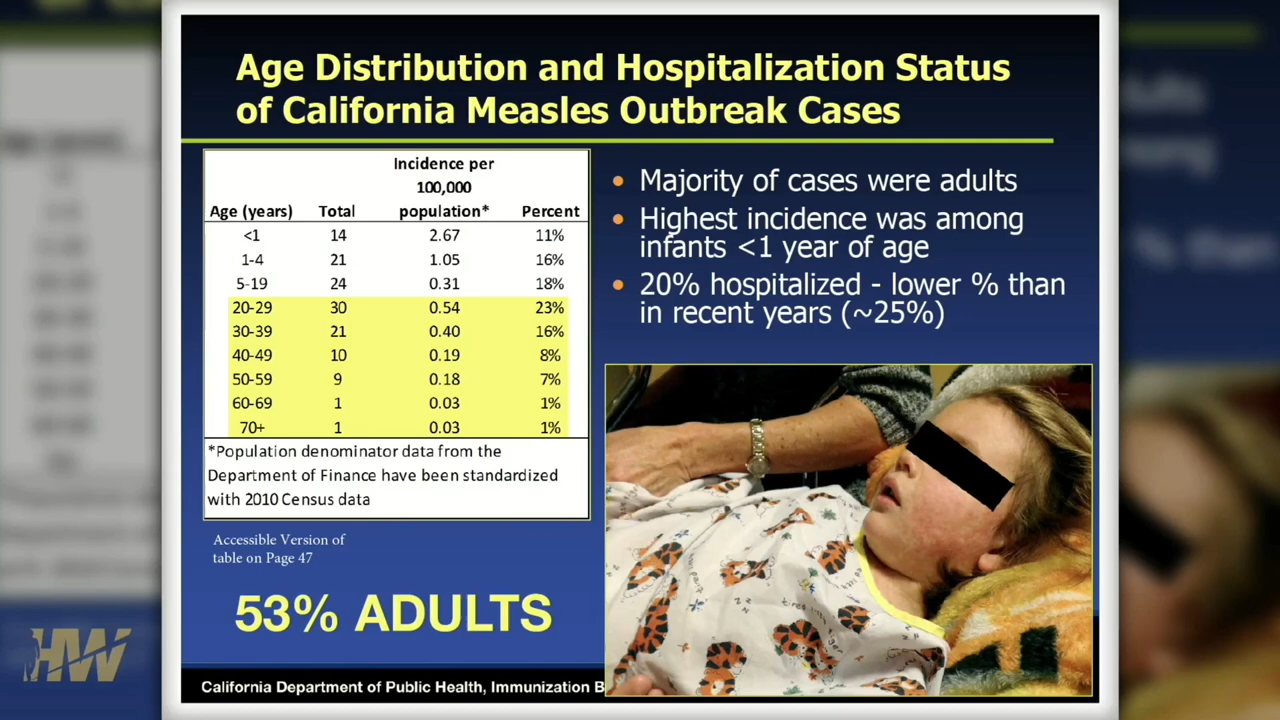 Age Distribution and Hospitalization Status
of California Measles Outbreak Cases
Incidence per
100,000
Age (years) Total population* Percent
<1 14 2.67 11%
1-4 21 1.05 16%
5-19 24 0.31 18%
20-29 30 0.54 23%
30-39 21 0.40 16%
40-49 10 0.19 8%
50-59 9 0.18 7%
60-69 1 0.03 1%
70+ 1 0.03 1%
*Population denominator data from the
Department of Finance have been standardized
with 2010 Census data
Accessible Version of
table on Page 47
53% ADULTS
• Majority of cases were adults
• Highest incidence was among
infants <1 year of age
• 20% hospitalized - lower % than
in recent years (~25%)
California Department of Public Health, Immunization B
HW